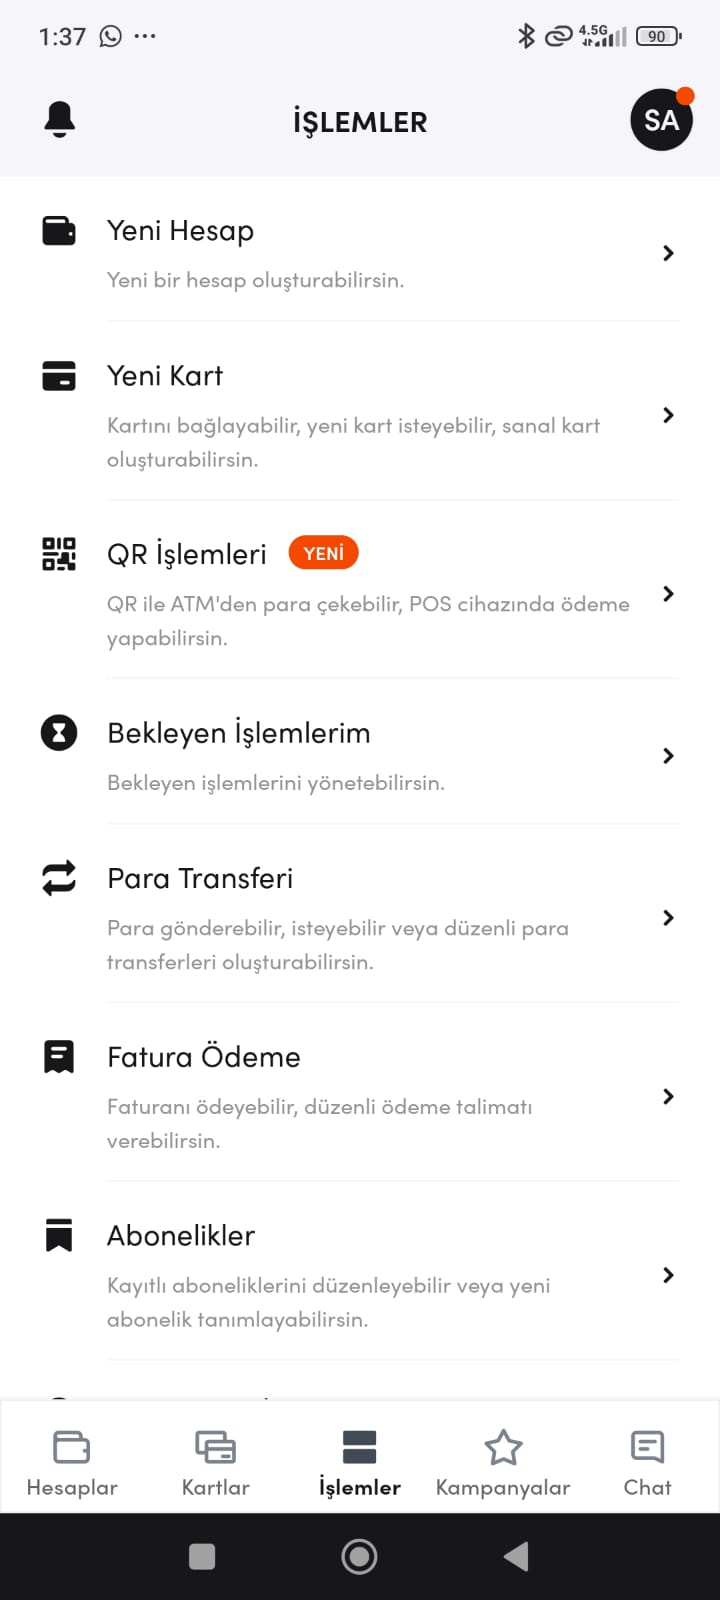 1:37
4.5G
90
İŞLEMLER
SA
Yeni Hesap
Yeni bir hesap oluşturabilirsin.
Yeni Kart
Kartını bağlayabilir, yeni kart isteyebilir, sanal kart
oluşturabilirsin.
QR İşlemleri YENİ
QR ile ATM'den para çekebilir, POS cihazında ödeme
yapabilirsin.
Bekleyen İşlemlerim
Bekleyen işlemlerini yönetebilirsin.
Para Transferi
Para gönderebilir, isteyebilir veya düzenli para
transferleri oluşturabilirsin.
Fatura Ödeme
Faturanı ödeyebilir, düzenli ödeme talimatı
verebilirsin.
Abonelikler
Kayıtlı aboneliklerini düzenleyebilir veya yeni
abonelik tanımlayabilirsin.
Hesaplar
Kartlar
İşlemler
Kampanyalar
Chat